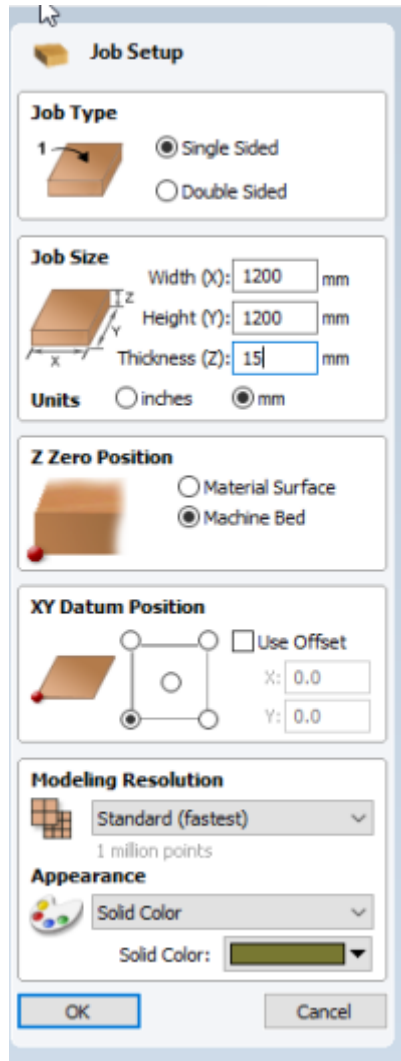 Job Setup
Job Type
1
Single Sided
Double Sided
Job Size
Width (X): 1200 mm
Z
Height (Y): 1200 mm
Y
X
Thickness (Z): 15 mm
Units inches mm
Z Zero Position
Material Surface
Machine Bed
XY Datum Position
Use Offset
X: 0.0
Y: 0.0
Modeling Resolution
Standard (fastest)
1 million points
Appearance
Solid Color
Solid Color:
OK Cancel